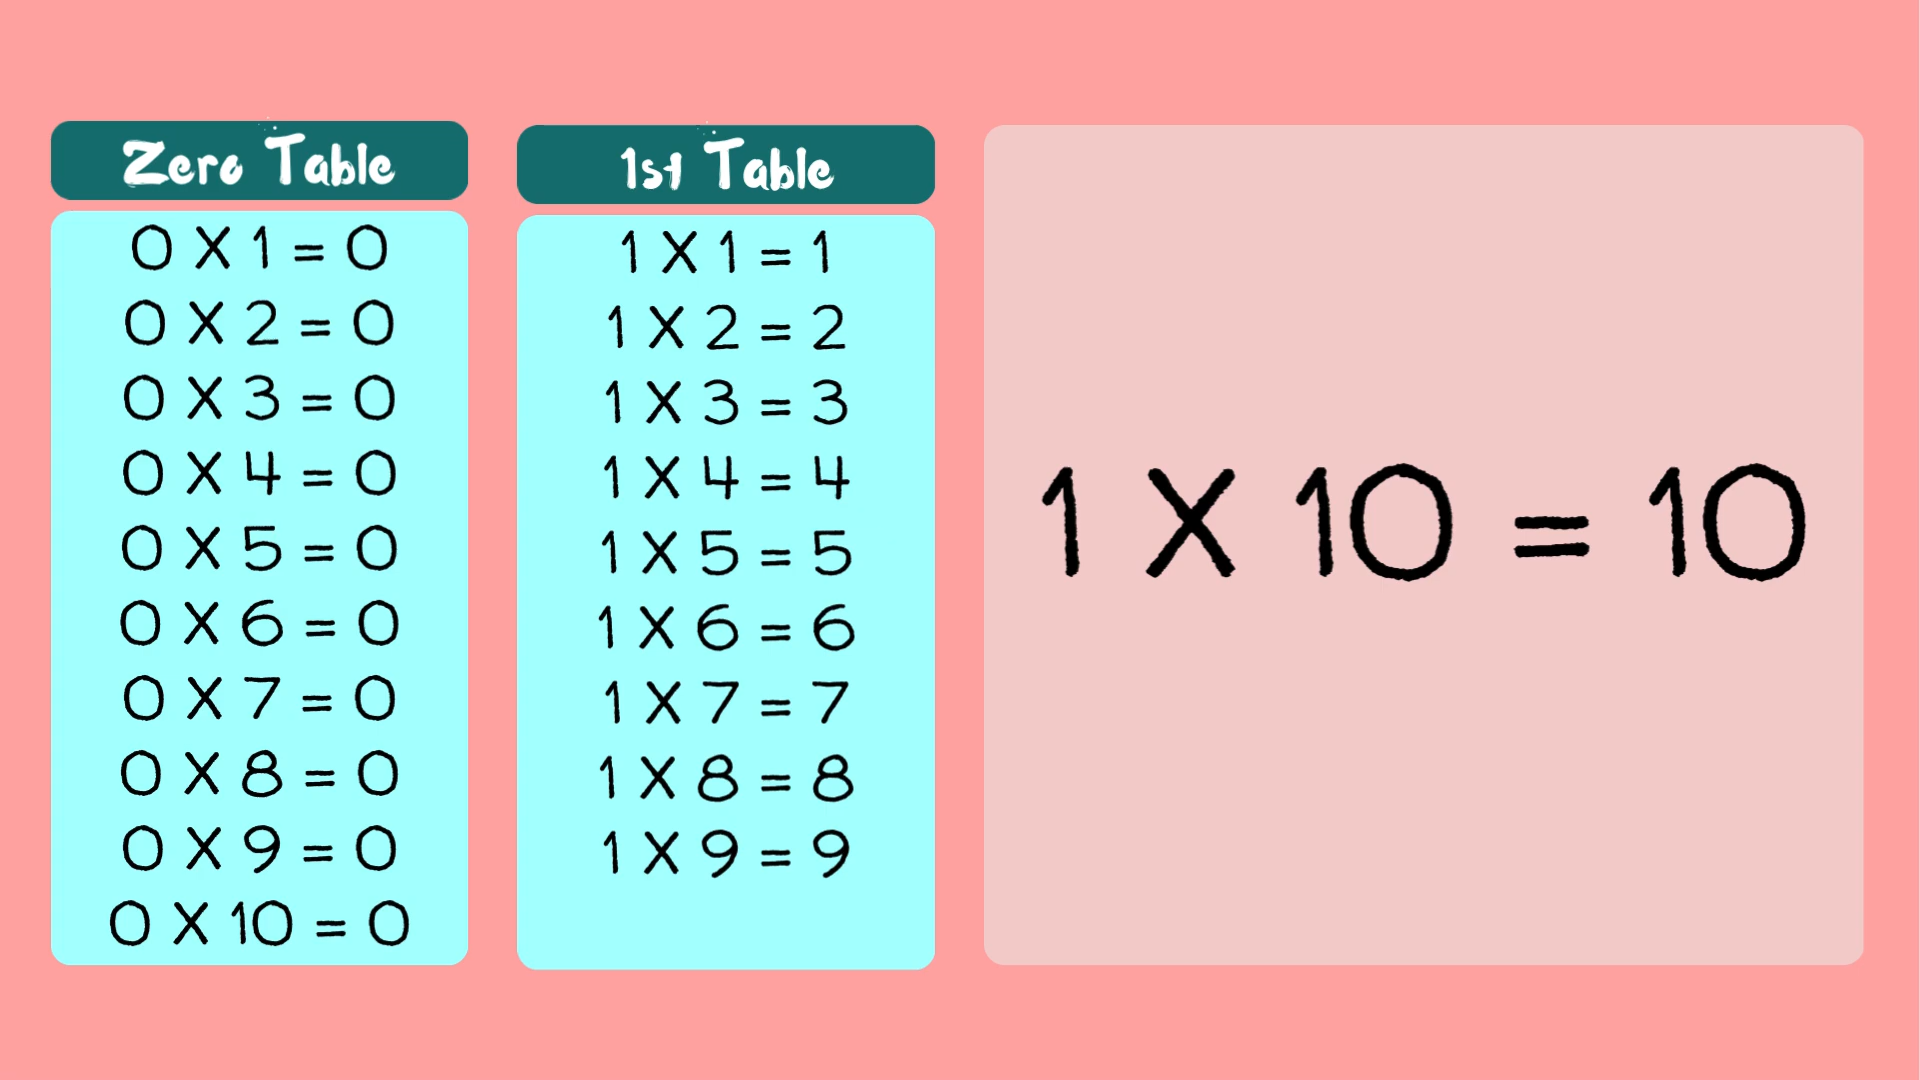 Zero Table
0 X 1 = 0
0 X 2 = 0
0 X 3 = 0
0 X 4 = 0
0 X 5 = 0
0 X 6 = 0
0 X 7 = 0
0 X 8 = 0
0 X 9 = 0
0 X 10 = 0
1st Table
1 X 1 = 1
1 X 2 = 2
1 X 3 = 3
1 X 4 = 4
1 X 5 = 5
1 X 6 = 6
1 X 7 = 7
1 X 8 = 8
1 X 9 = 9
1 X 10 = 10